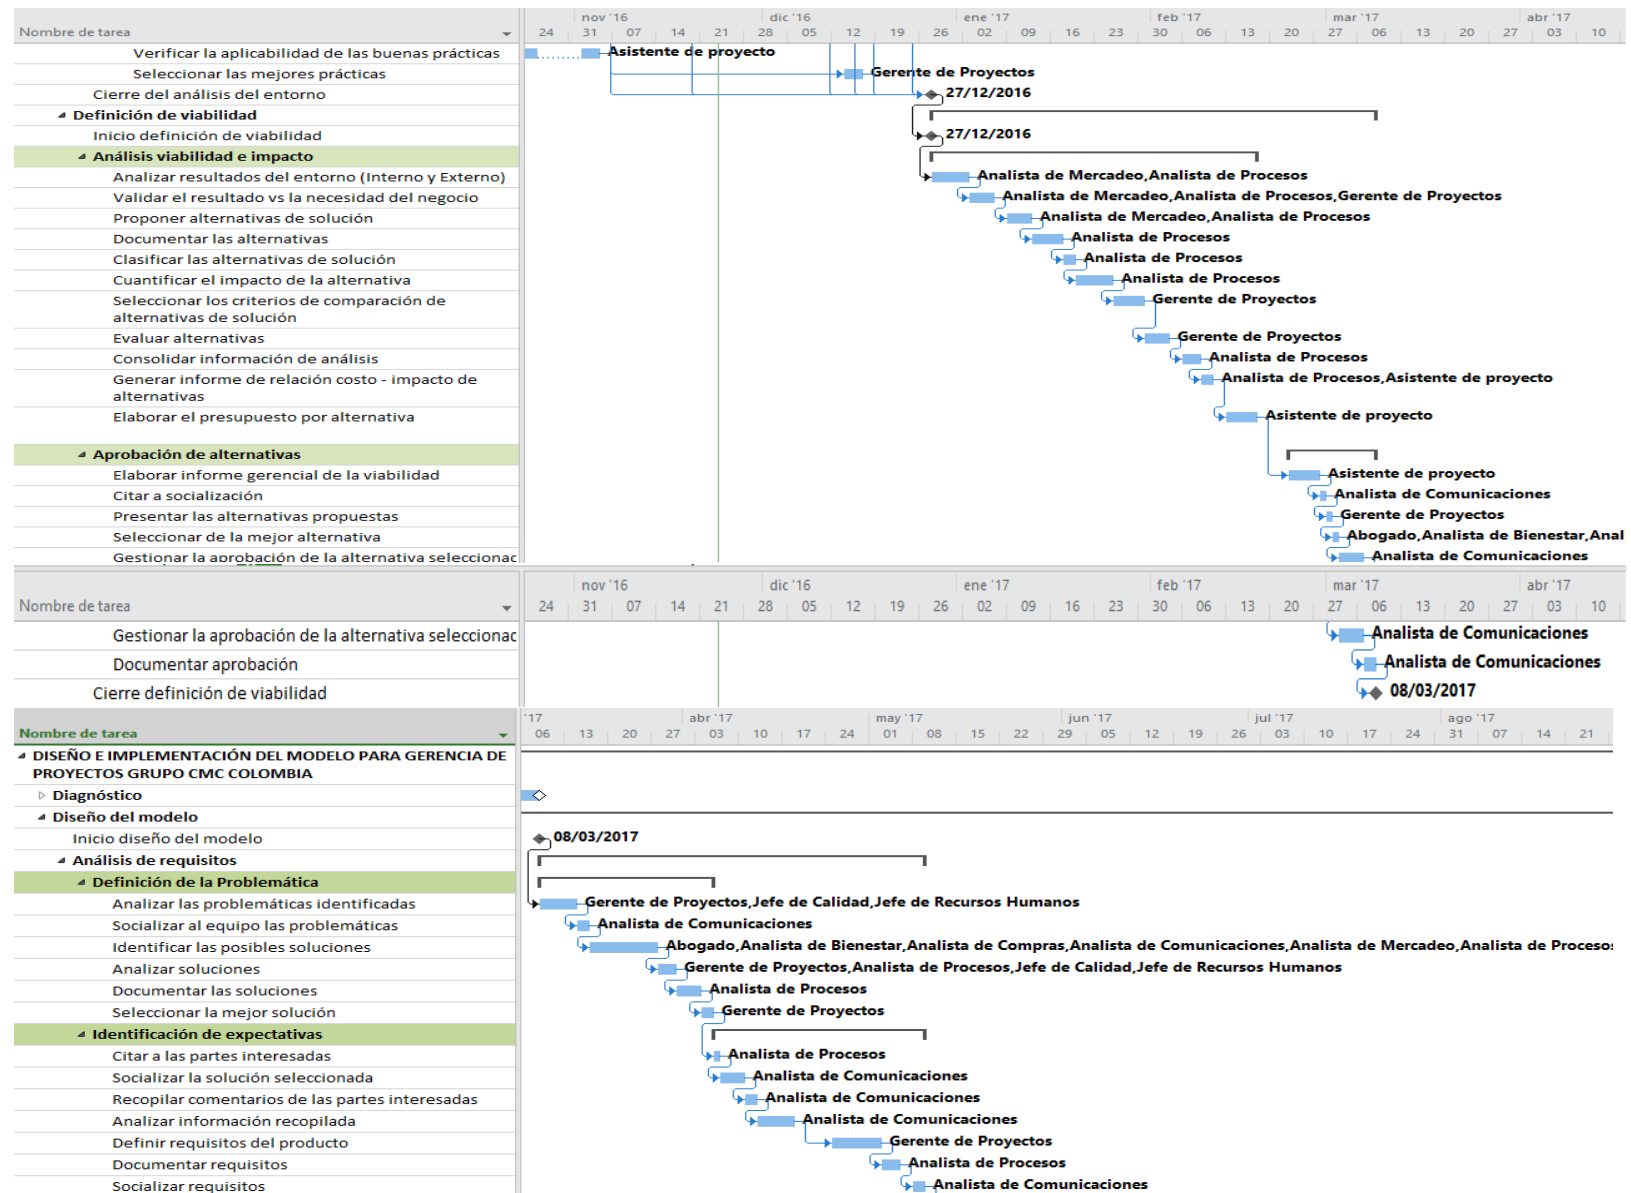 nov '16 dic '16 ene '17 feb '17 mar '17 abr '17
Nombre de tarea 24 31 07 14 21 28 05 12 19 26 02 09 16 23 30 06 13 20 27 06 13 20 27 03 10
Verificar la aplicabilidad de las buenas prácticas Asistente de proyecto
Seleccionar las mejores prácticas Gerente de Proyectos
Cierre del análisis del entorno 27/12/2016
Definición de viabilidad
Inicio definición de viabilidad 27/12/2016
Análisis viabilidad e impacto
Analizar resultados del entorno (Interno y Externo) Analista de Mercadeo,Analista de Procesos
Validar el resultado vs la necesidad del negocio Analista de Mercadeo,Analista de Procesos,Gerente de Proyectos
Proponer alternativas de solución Analista de Mercadeo,Analista de Procesos
Documentar las alternativas Analista de Procesos
Clasificar las alternativas de solución Analista de Procesos
Cuantificar el impacto de la alternativa Analista de Procesos
Seleccionar los criterios de comparación de Gerente de Proyectos
alternativas de solución
Evaluar alternativas Gerente de Proyectos
Consolidar información de análisis Analista de Procesos
Generar informe de relación costo - impacto de Analista de Procesos,Asistente de proyecto
alternativas
Elaborar el presupuesto por alternativa Asistente de proyecto
Aprobación de alternativas
Elaborar informe gerencial de la viabilidad Asistente de proyecto
Citar a socialización Analista de Comunicaciones
Presentar las alternativas propuestas Gerente de Proyectos
Seleccionar de la mejor alternativa Abogado,Analista de Bienestar,Anal
Gestionar la aprobación de la alternativa seleccionac Analista de Comunicaciones
nov '16 dic '16 ene '17 feb '17 mar '17 abr '17
Nombre de tarea 24 31 07 14 21 28 05 12 19 26 02 09 16 23 30 06 13 20 27 06 13 20 27 03 10
Gestionar la aprobación de la alternativa seleccionac Analista de Comunicaciones
Documentar aprobación Analista de Comunicaciones
Cierre definición de viabilidad 08/03/2017
'17 abr '17 may '17 jun '17 jul '17 ago '17
Nombre de tarea 06 13 20 27 03 10 17 24 01 08 15 22 29 05 12 19 26 03 10 17 24 31 07 14 21
DISEÑO E IMPLEMENTACIÓN DEL MODELO PARA GERENCIA DE
PROYECTOS GRUPO CMC COLOMBIA
Diagnóstico
Diseño del modelo
Inicio diseño del modelo 08/03/2017
Análisis de requisitos
Definición de la Problemática
Analizar las problemáticas identificadas Gerente de Proyectos,Jefe de Calidad,Jefe de Recursos Humanos
Socializar al equipo las problemáticas Analista de Comunicaciones
Identificar las posibles soluciones Abogado,Analista de Bienestar,Analista de Compras,Analista de Comunicaciones,Analista de Mercadeo,Analista de Procesos
Analizar soluciones Gerente de Proyectos,Analista de Procesos,Jefe de Calidad,Jefe de Recursos Humanos
Documentar las soluciones Analista de Procesos
Seleccionar la mejor solución Gerente de Proyectos
Identificación de expectativas
Citar a las partes interesadas Analista de Procesos
Socializar la solución seleccionada Analista de Comunicaciones
Recopilar comentarios de las partes interesadas Analista de Comunicaciones
Analizar información recopilada Analista de Comunicaciones
Definir requisitos del producto Gerente de Proyectos
Documentar requisitos Analista de Procesos
Socializar requisitos Analista de Comunicaciones